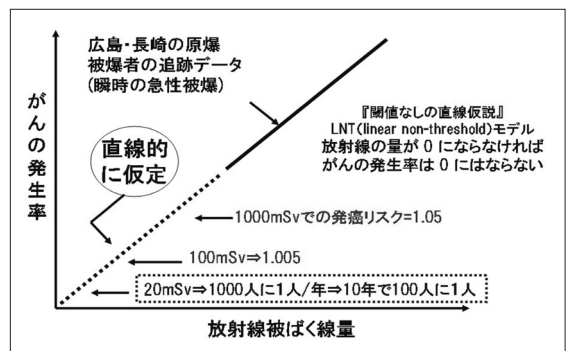 広島・長崎の原爆
被爆者の追跡データ
(瞬時の急性被爆)
がんの発生率
『閾値なしの直線仮説』
LNT(linear non-threshold)モデル
放射線の量が 0 にならなければ
がんの発生率は 0 にはならない
直線的
に仮定
1000mSvでの発癌リスク=1.05
100mSv⇒1.005
20mSv⇒1000人に1人/年⇒10年で100人に1人
放射線被ばく線量